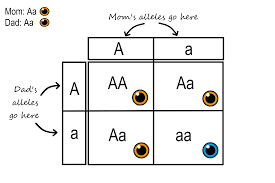 Mom: Aa
Dad: Aa
Mom's alleles go here
A a
Dad's
alleles
go here
A AA Aa
a Aa aa